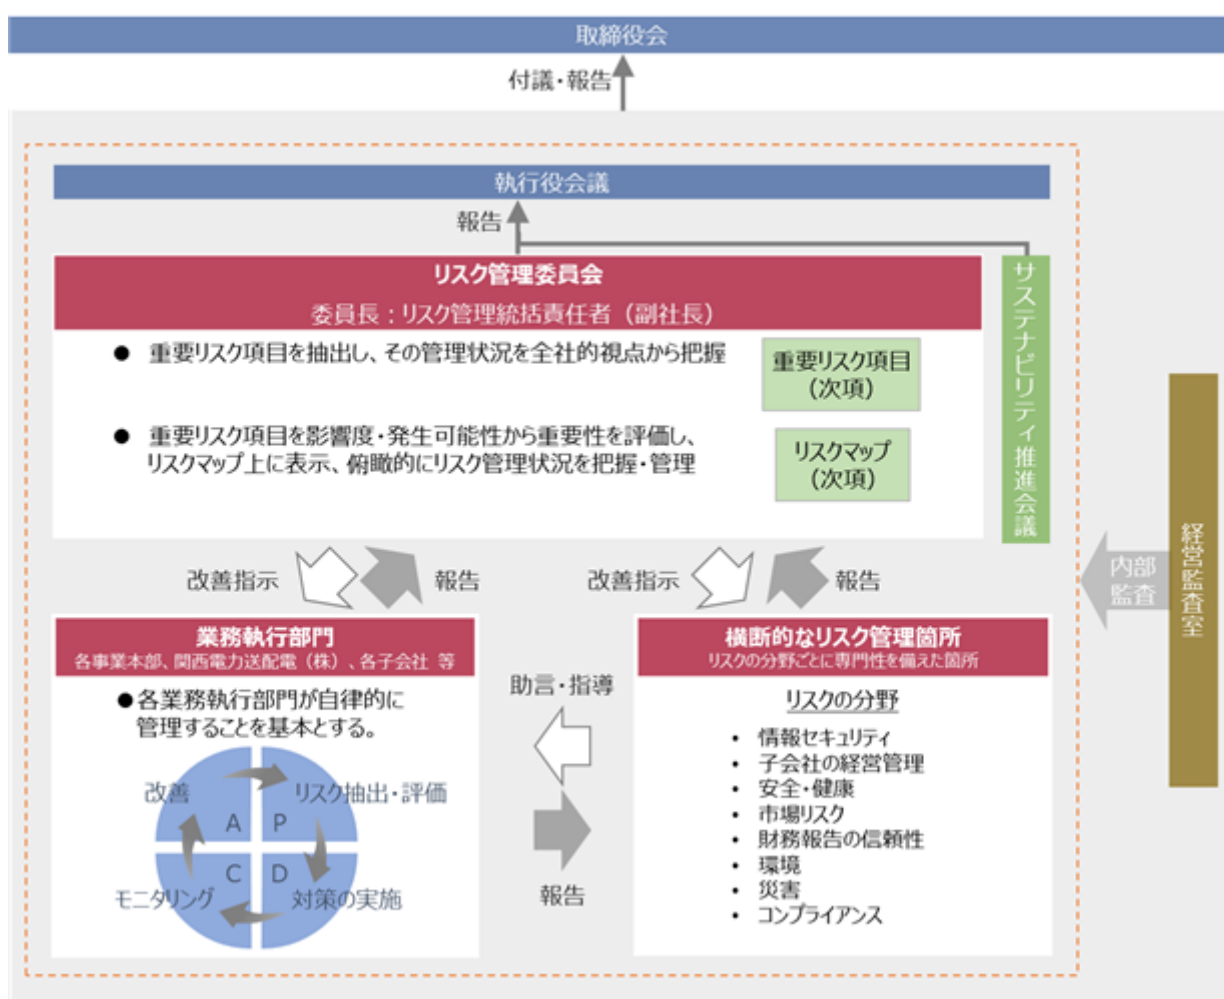 取締役会
付議・報告
執行役会議
報告
リスク管理委員会
委員長：リスク管理統括責任者（副社長）
● 重要リスク項目を抽出し、その管理状況を全社的視点から把握
重要リスク項目
（次項）
● 重要リスク項目を影響度・発生可能性から重要性を評価し、
リスクマップ上に表示、俯瞰的にリスク管理状況を把握・管理
リスクマップ
（次項）
サステナビリティ推進会議
経営監査室
内部
監査
改善指示
報告
改善指示
報告
業務執行部門
各事業本部、関西電力送配電（株）、各子会社 等
●各業務執行部門が自律的に
管理することを基本とする。
改善
リスク抽出・評価
A
P
C
D
モニタリング
対策の実施
助言・指導
報告
横断的なリスク管理箇所
リスクの分野ごとに専門性を備えた箇所
リスクの分野
• 情報セキュリティ
• 子会社の経営管理
• 安全・健康
• 市場リスク
• 財務報告の信頼性
• 環境
• 災害
• コンプライアンス